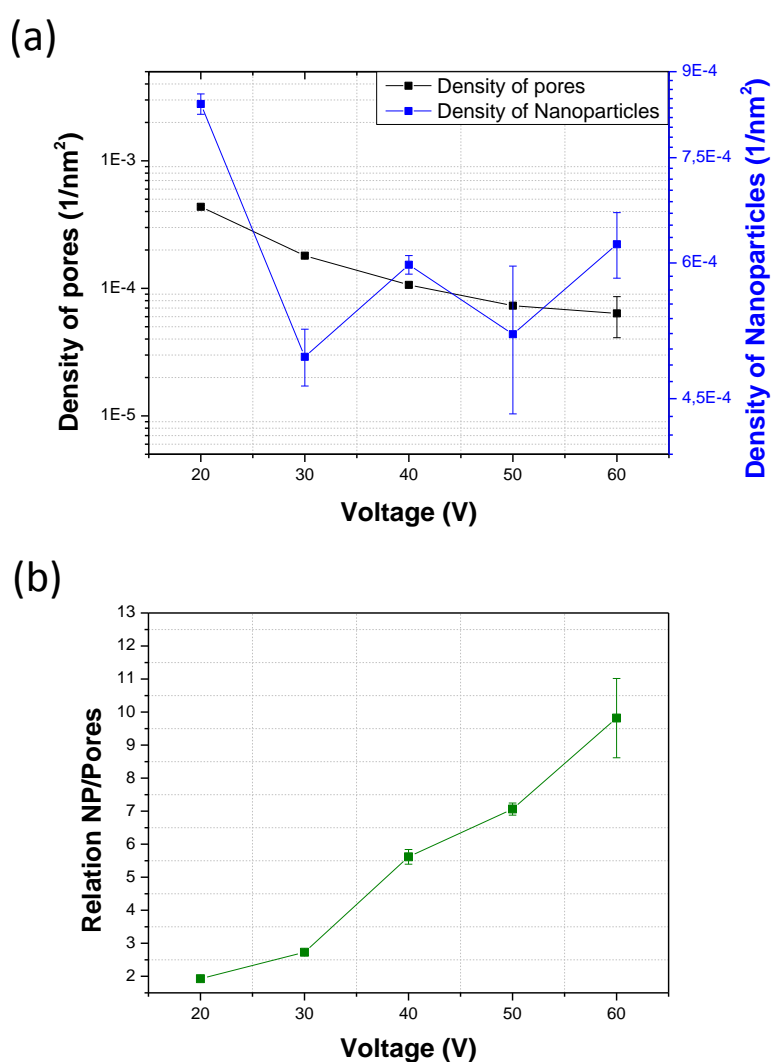 (a)
Density of pores
Density of Nanoparticles
Density of pores (1/nm²)
1E-3
1E-4
1E-5
9E-4
7,5E-4
6E-4
4,5E-4
Density of Nanoparticles (1/nm²)
20 30 40 50 60
Voltage (V)
(b)
Relation NP/Pores
13
12
11
10
9
8
7
6
5
4
3
2
20 30 40 50 60
Voltage (V)